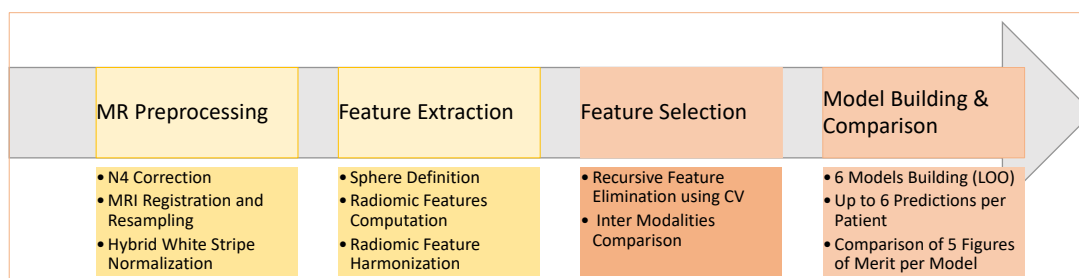 MR Preprocessing
• N4 Correction
• MRI Registration and
Resampling
• Hybrid White Stripe
Normalization
Feature Extraction
• Sphere Definition
• Radiomic Features
Computation
• Radiomic Feature
Harmonization
Feature Selection
• Recursive Feature
Elimination using CV
• Inter Modalities
Comparison
Model Building &
Comparison
• 6 Models Building (LOO)
• Up to 6 Predictions per
Patient
• Comparison of 5 Figures
of Merit per Model